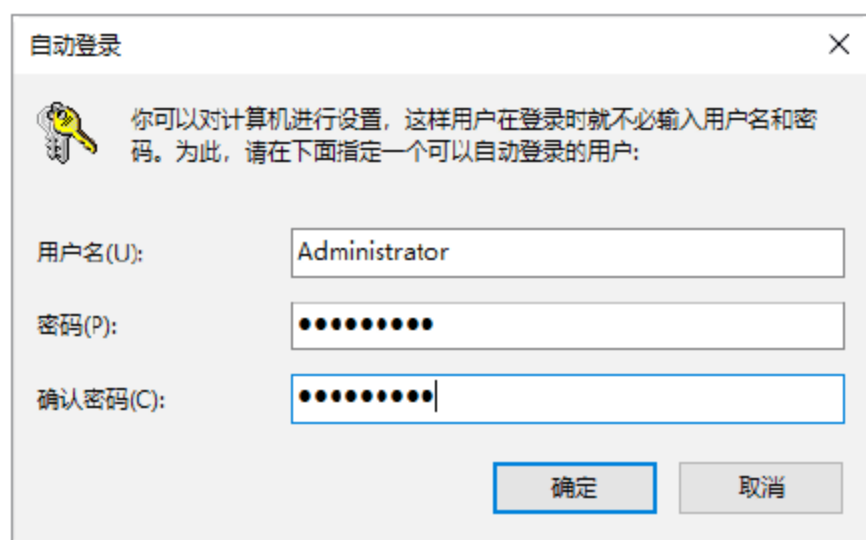 自动登录
你可以对计算机进行设置，这样用户在登录时就不必输入用户名和密
码。为此，请在下面指定一个可以自动登录的用户:
用户名(U):
Administrator
密码(P):
●●●●●●●●●
确认密码(C):
●●●●●●●●●
确定
取消